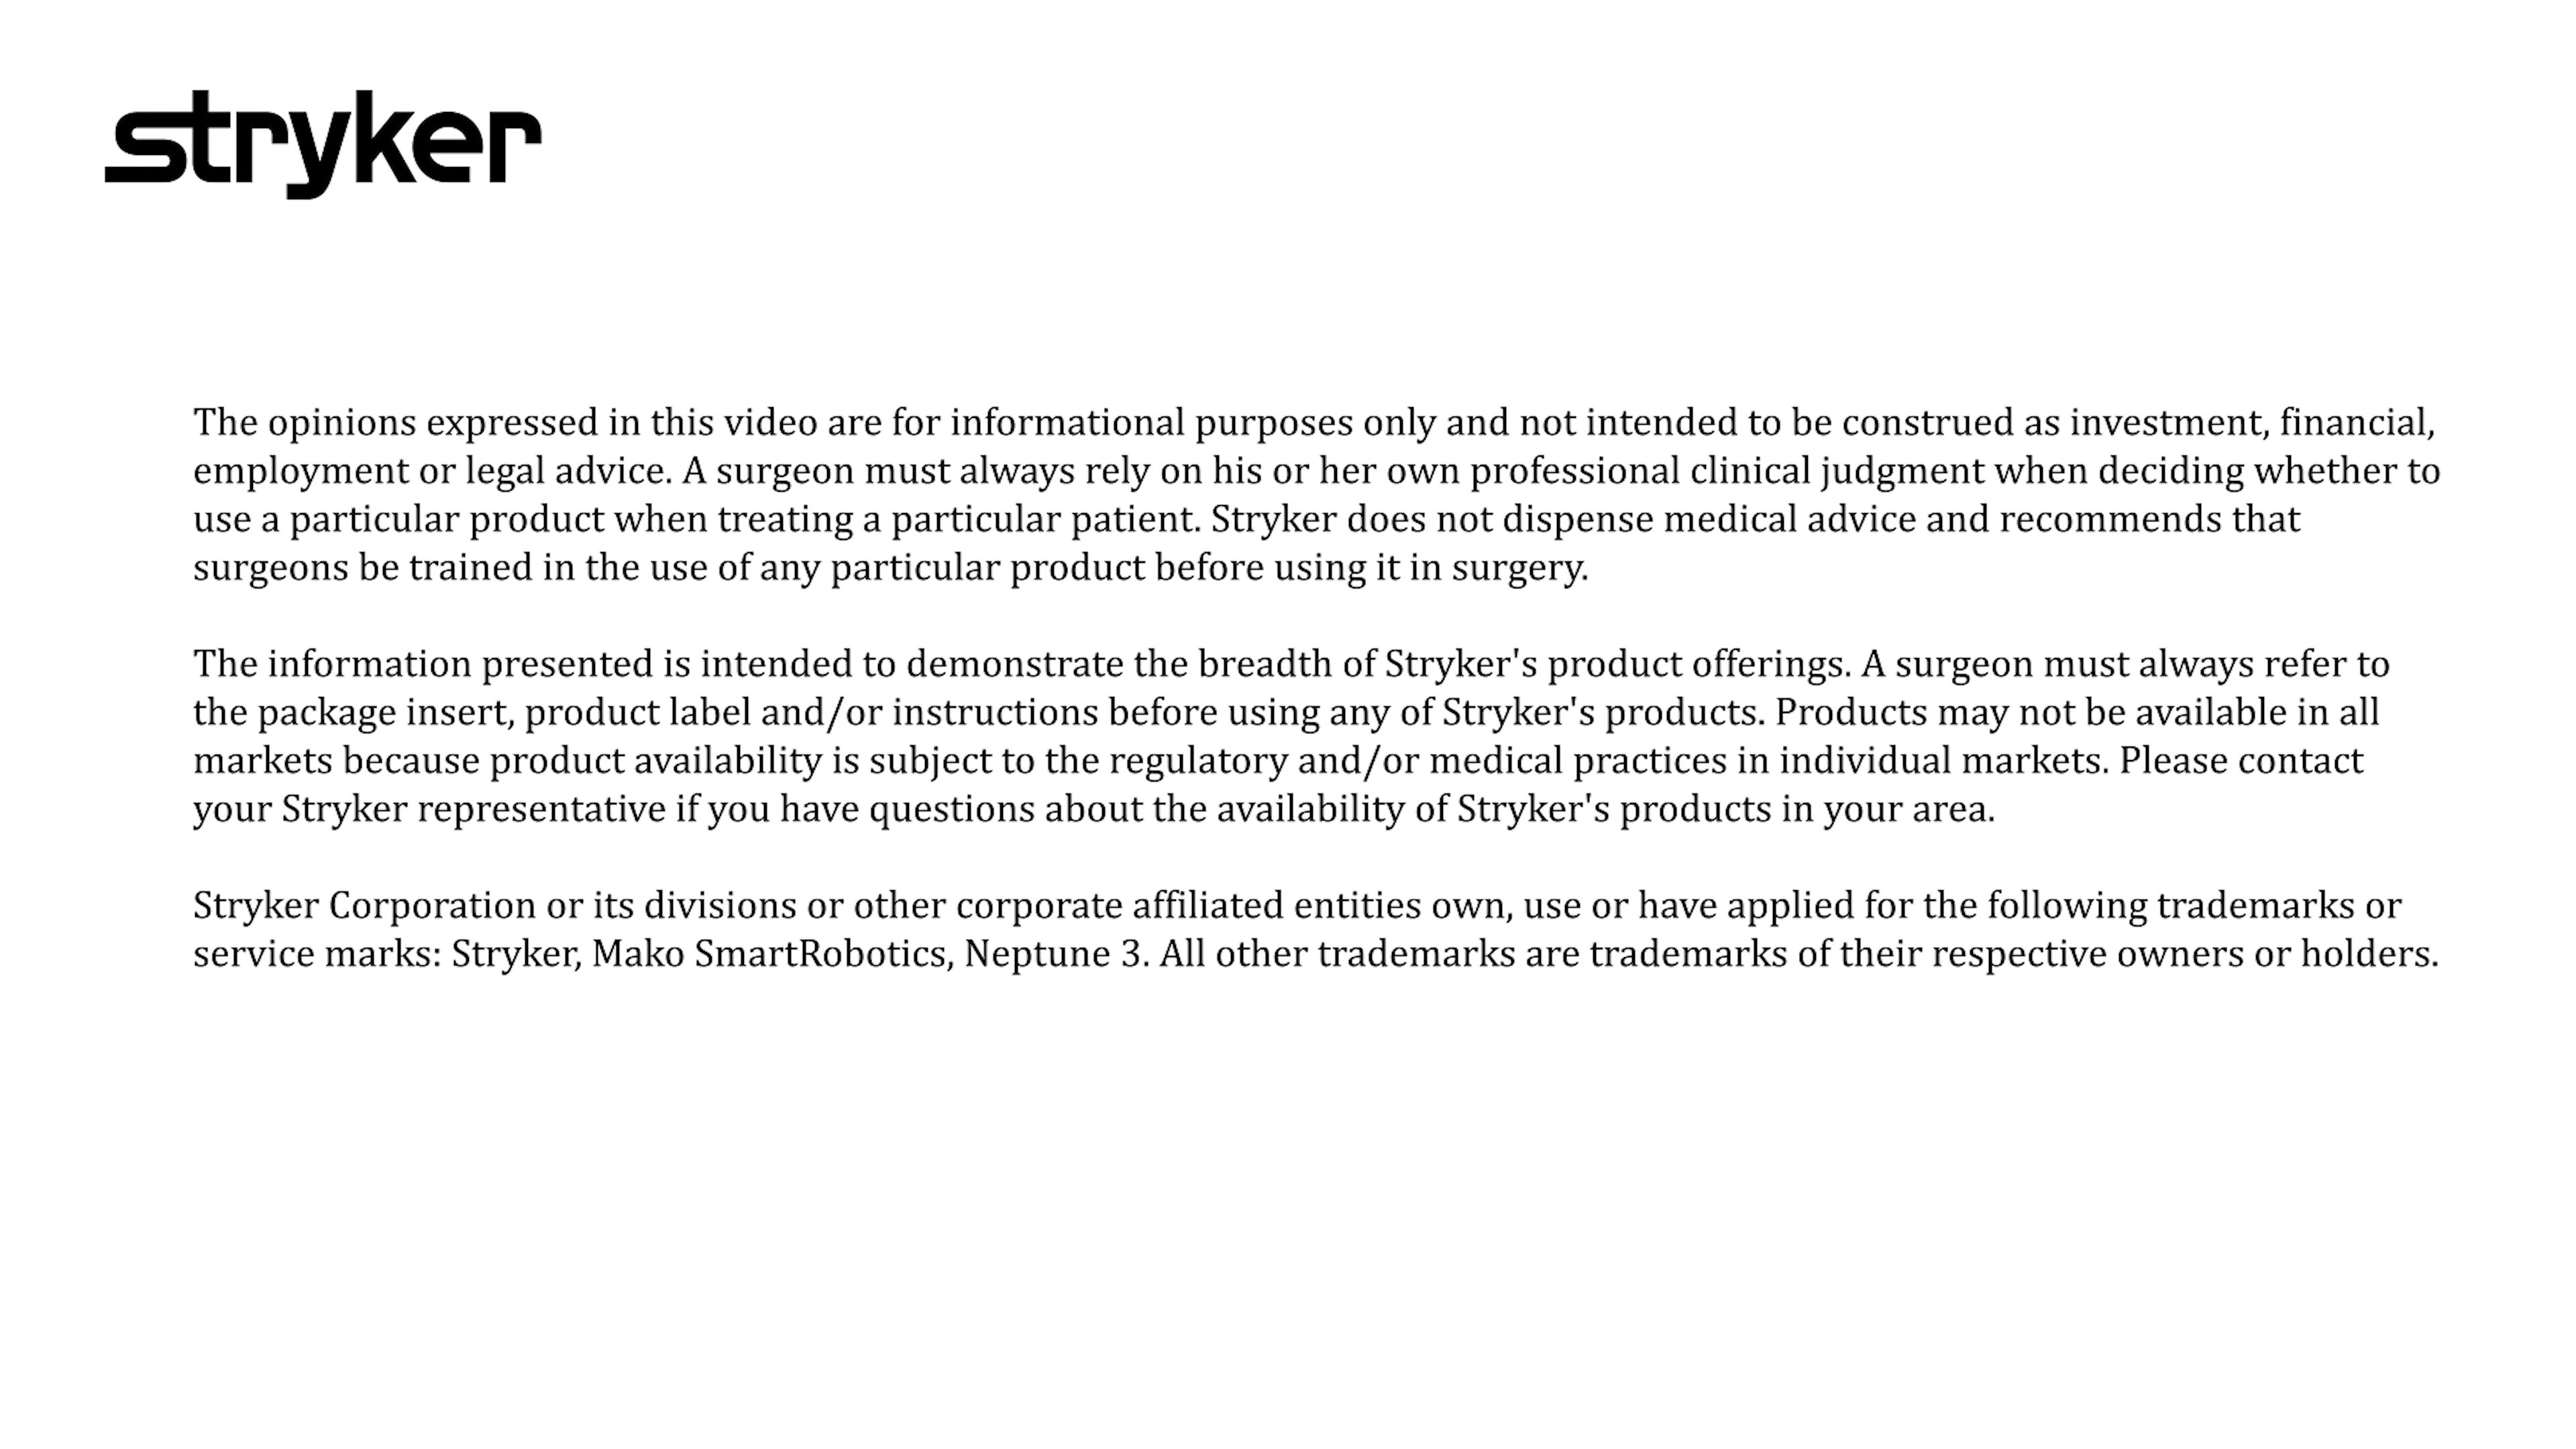 stryker
The opinions expressed in this video are for informational purposes only and not intended to be construed as investment, financial,
employment or legal advice. A surgeon must always rely on his or her own professional clinical judgment when deciding whether to
use a particular product when treating a particular patient. Stryker does not dispense medical advice and recommends that
surgeons be trained in the use of any particular product before using it in surgery.
The information presented is intended to demonstrate the breadth of Stryker's product offerings. A surgeon must always refer to
the package insert, product label and/or instructions before using any of Stryker's products. Products may not be available in all
markets because product availability is subject to the regulatory and/or medical practices in individual markets. Please contact
your Stryker representative if you have questions about the availability of Stryker's products in your area.
Stryker Corporation or its divisions or other corporate affiliated entities own, use or have applied for the following trademarks or
service marks: Stryker, Mako SmartRobotics, Neptune 3. All other trademarks are trademarks of their respective owners or holders.